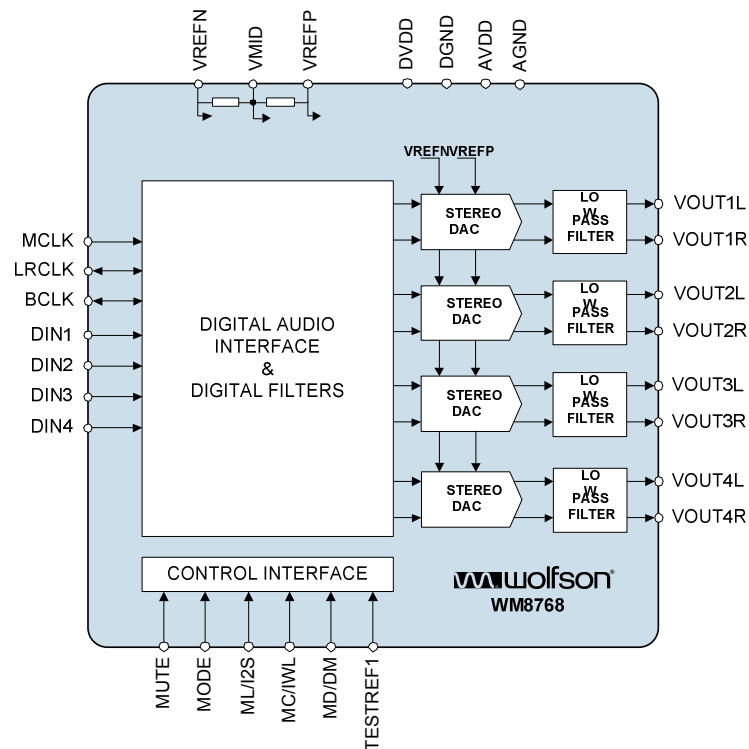 VREFN
VMID
VREFP
DVDD
DGND
AVDD
AGND
VREFN
VREFP
MCLK
LRCLK
BCLK
DIN1
DIN2
DIN3
DIN4
DIGITAL AUDIO
INTERFACE
&
DIGITAL FILTERS
STEREO
DAC
LO
W
PASS
FILTER
VOUT1L
VOUT1R
STEREO
DAC
LO
W
PASS
FILTER
VOUT2L
VOUT2R
STEREO
DAC
LO
W
PASS
FILTER
VOUT3L
VOUT3R
STEREO
DAC
LO
W
PASS
FILTER
VOUT4L
VOUT4R
CONTROL INTERFACE
wolfson®
WM8768
MUTE
MODE
ML/I2S
MC/IWL
MD/DM
TESTREF1